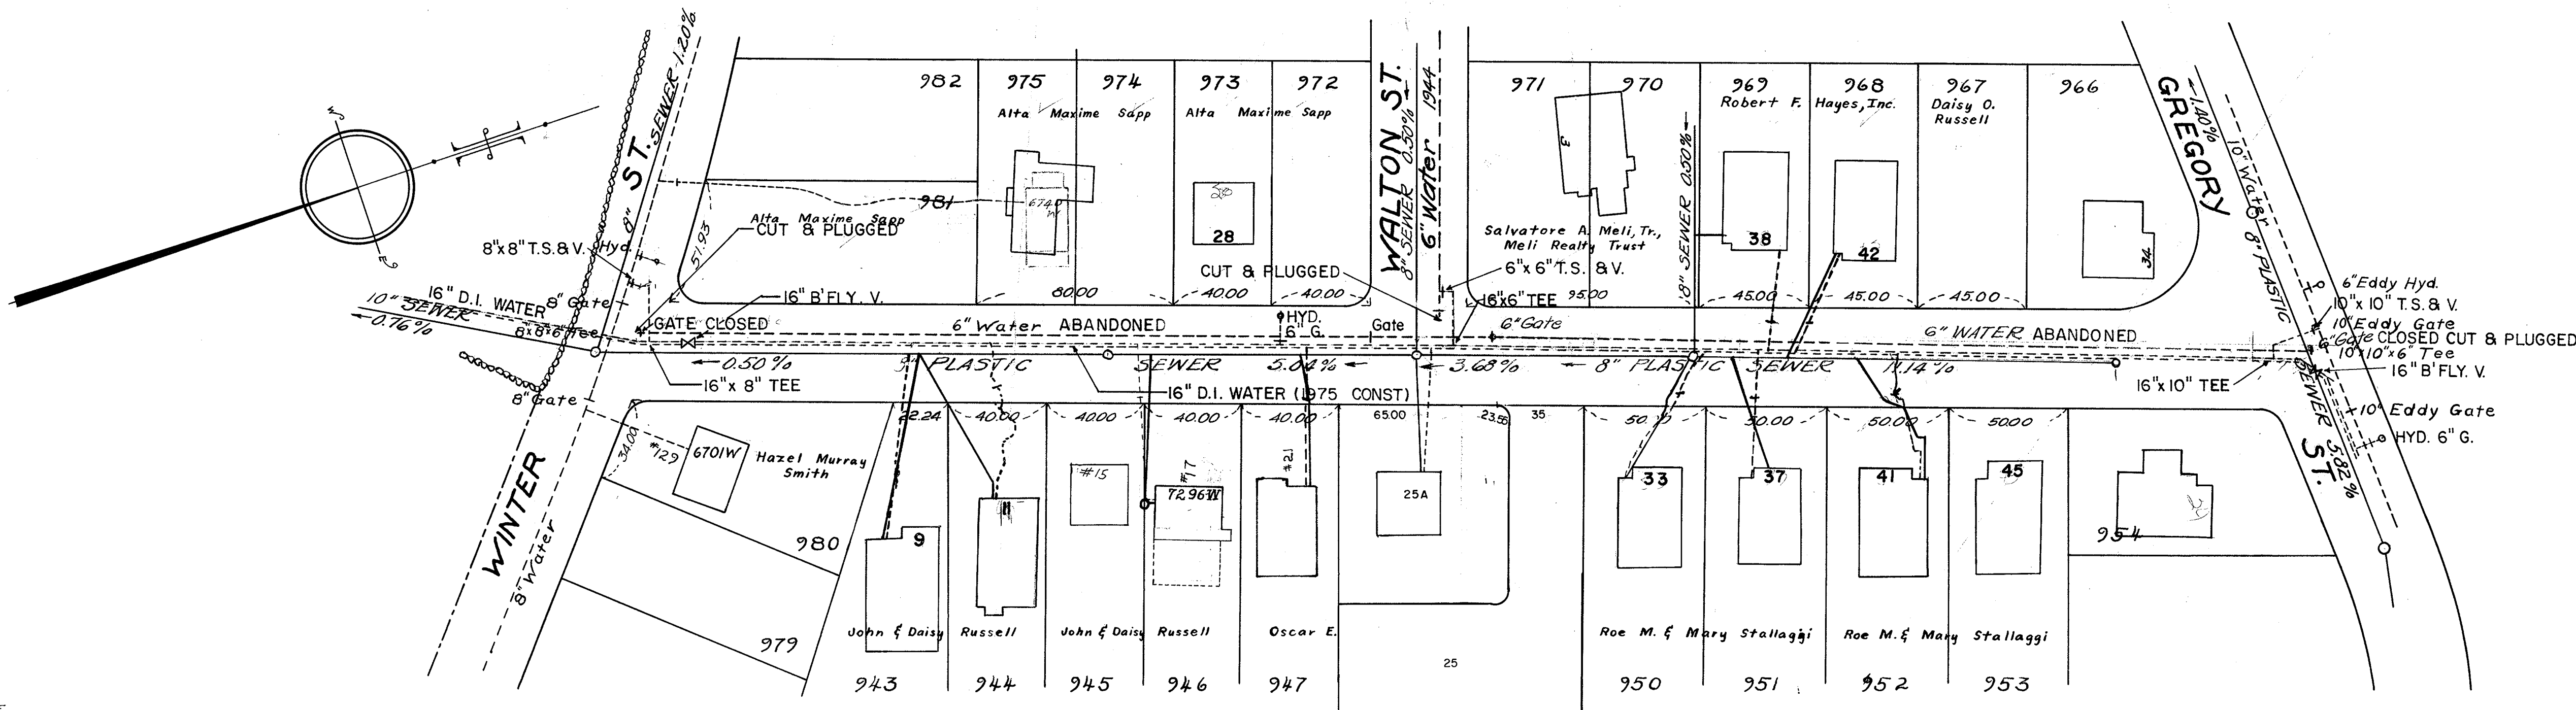 WINTER ST.
8" SEWER 1.20%
982
975
974
973
972
Alta Maxime Sapp
Alta Maxime Sapp
WALTON ST.
8" SEWER 0.50%
6" Water 1944
971
970
969
968
967
966
Robert F. Hayes, Inc.
Daisy O.
Russell
8" SEWER 0.50%
GREGORY ST.
1.40%
10" Water
8" PLASTIC
SEWER 5.82%
981
Alta Maxime Sapp
CUT & PLUGGED
51.93
8"x8" T.S.& V.
Hyd.
28
3
38
42
34
Salvatore A. Meli, Tr.,
Meli Realty Trust
6"x 6" T.S. & V.
CUT & PLUGGED
16"x6" TEE
80.00
40.00
40.00
95.00
45.00
45.00
45.00
10" SEWER
0.76%
16" D.I. WATER
8" Gate
8"x8"x6" Tee
GATE CLOSED
16" B'FLY. V.
6" Water ABANDONED
HYD.
6" G.
Gate
6" Gate
6" WATER ABANDONED
6" Eddy Hyd.
10"x 10" T.S. & V.
10" Eddy Gate
6" Gate CLOSED CUT & PLUGGED
10"x10"x6" Tee
16" B'FLY. V.
16"x10" TEE
10" Eddy Gate
HYD. 6" G.
0.50%
PLASTIC SEWER
5.04%
3.68%
8" PLASTIC SEWER
11.14%
16"x 8" TEE
16" D.I. WATER (1975 CONST)
8" Gate
8" Water
34.00
#129
6701W
Hazel Murray
Smith
22.24
40.00
40.00
40.00
40.00
65.00
23.55
35
50.00
50.00
50.00
50.00
9
11
#15
#17
7296W
#21
25A
33
37
41
45
980
979
954
John & Daisy Russell
John & Daisy Russell
Oscar E.
Roe M. & Mary Stallaggi
Roe M. & Mary Stallaggi
25
943
944
945
946
947
950
951
952
953